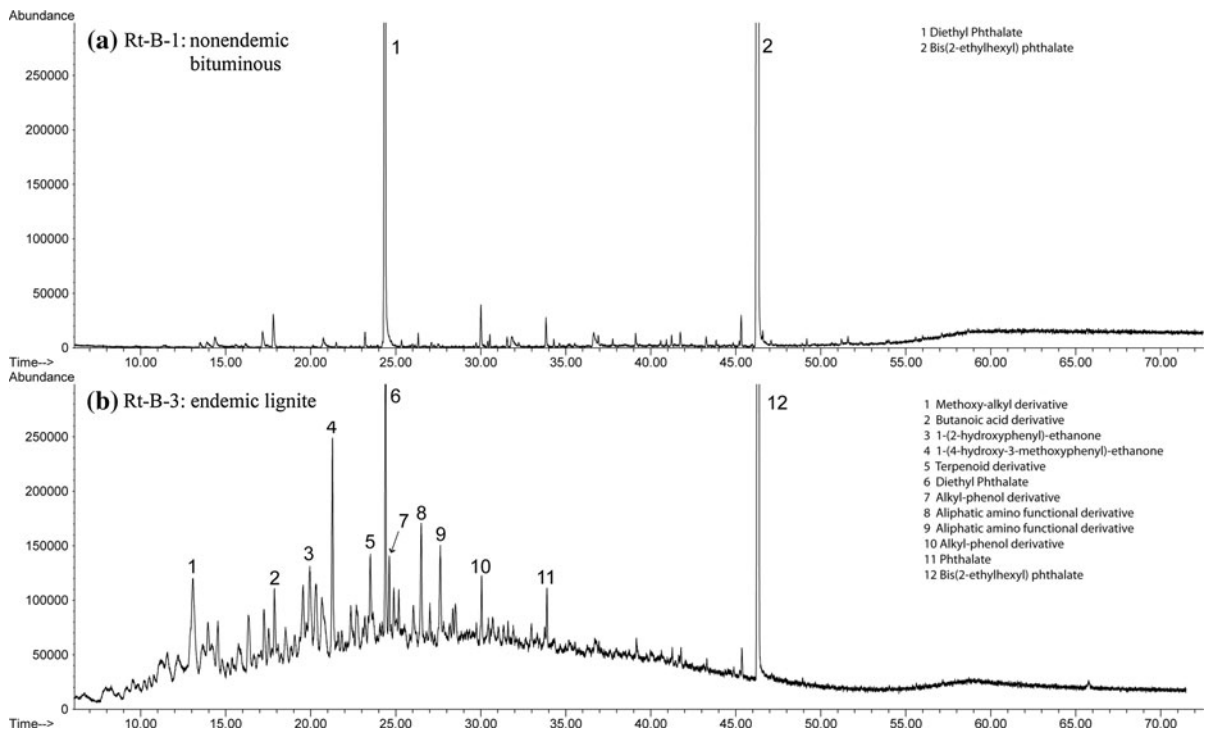 Abundance
(a) Rt-B-1: nonendemic
bituminous
1
2
1 Diethyl Phthalate
2 Bis(2-ethylhexyl) phthalate
250000
200000
150000
100000
50000
0
Time-->
10.00 15.00 20.00 25.00 30.00 35.00 40.00 45.00 50.00 55.00 60.00 65.00 70.00
Abundance
(b) Rt-B-3: endemic lignite
1
2
3
4
5
6
7
8
9
10
11
12
1 Methoxy-alkyl derivative
2 Butanoic acid derivative
3 1-(2-hydroxyphenyl)-ethanone
4 1-(4-hydroxy-3-methoxyphenyl)-ethanone
5 Terpenoid derivative
6 Diethyl Phthalate
7 Alkyl-phenol derivative
8 Aliphatic amino functional derivative
9 Aliphatic amino functional derivative
10 Alkyl-phenol derivative
11 Phthalate
12 Bis(2-ethylhexyl) phthalate
250000
200000
150000
100000
50000
0
Time-->
10.00 15.00 20.00 25.00 30.00 35.00 40.00 45.00 50.00 55.00 60.00 65.00 70.00